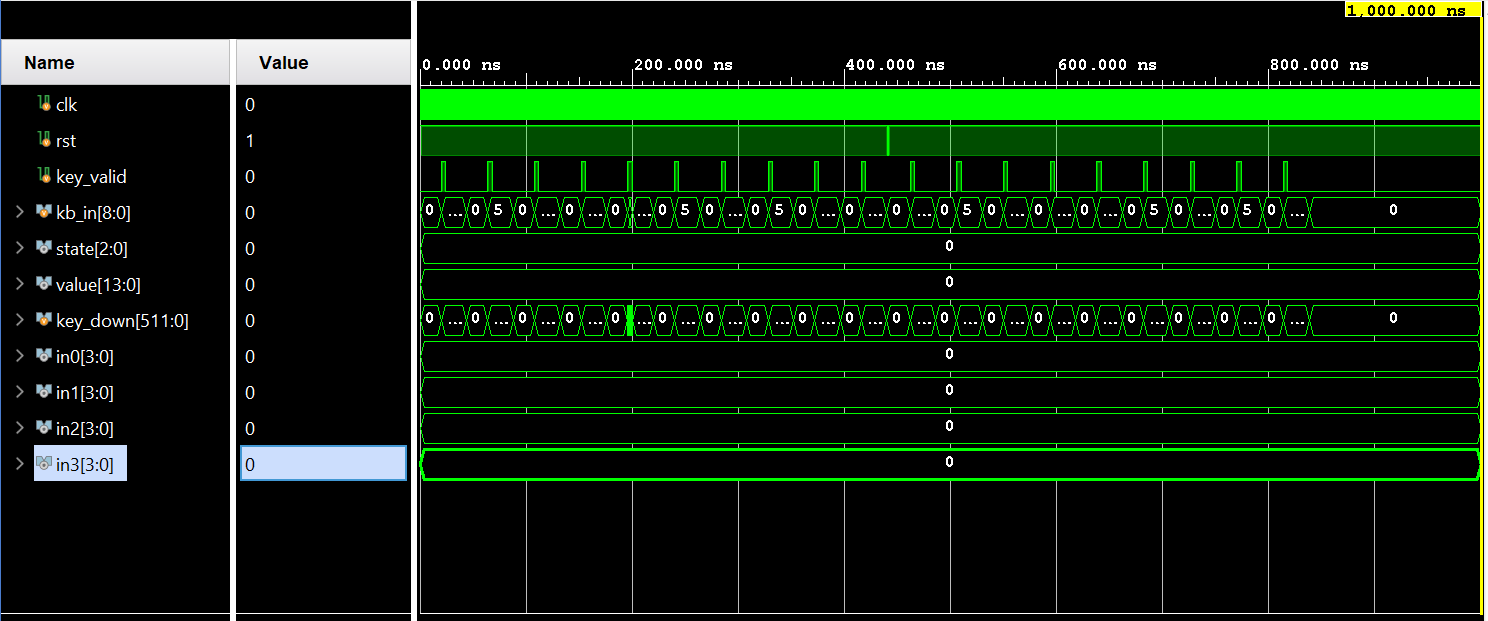 1,000.000 ns
Name Value 0.000 ns 200.000 ns 400.000 ns 600.000 ns 800.000 ns
clk 0
rst 1
key_valid 0
kb_in[8:0] 0 0 ... 0 5 0 ... 0 ... 0 ... 0 5 0 ... 0 5 0 ... 0 ... 0 ... 0 5 0 ... 0 ... 0 ... 0 5 0 ... 0 5 0 ... 0
state[2:0] 0 0
value[13:0] 0 0
key_down[511:0] 0 0 ... 0 ... 0 ... 0 ... 0 ... 0 ... 0 ... 0 ... 0 ... 0 ... 0 ... 0 ... 0 ... 0 ... 0 ... 0 ... 0 ... 0 ... 0
in0[3:0] 0 0
in1[3:0] 0 0
in2[3:0] 0 0
in3[3:0] 0 0